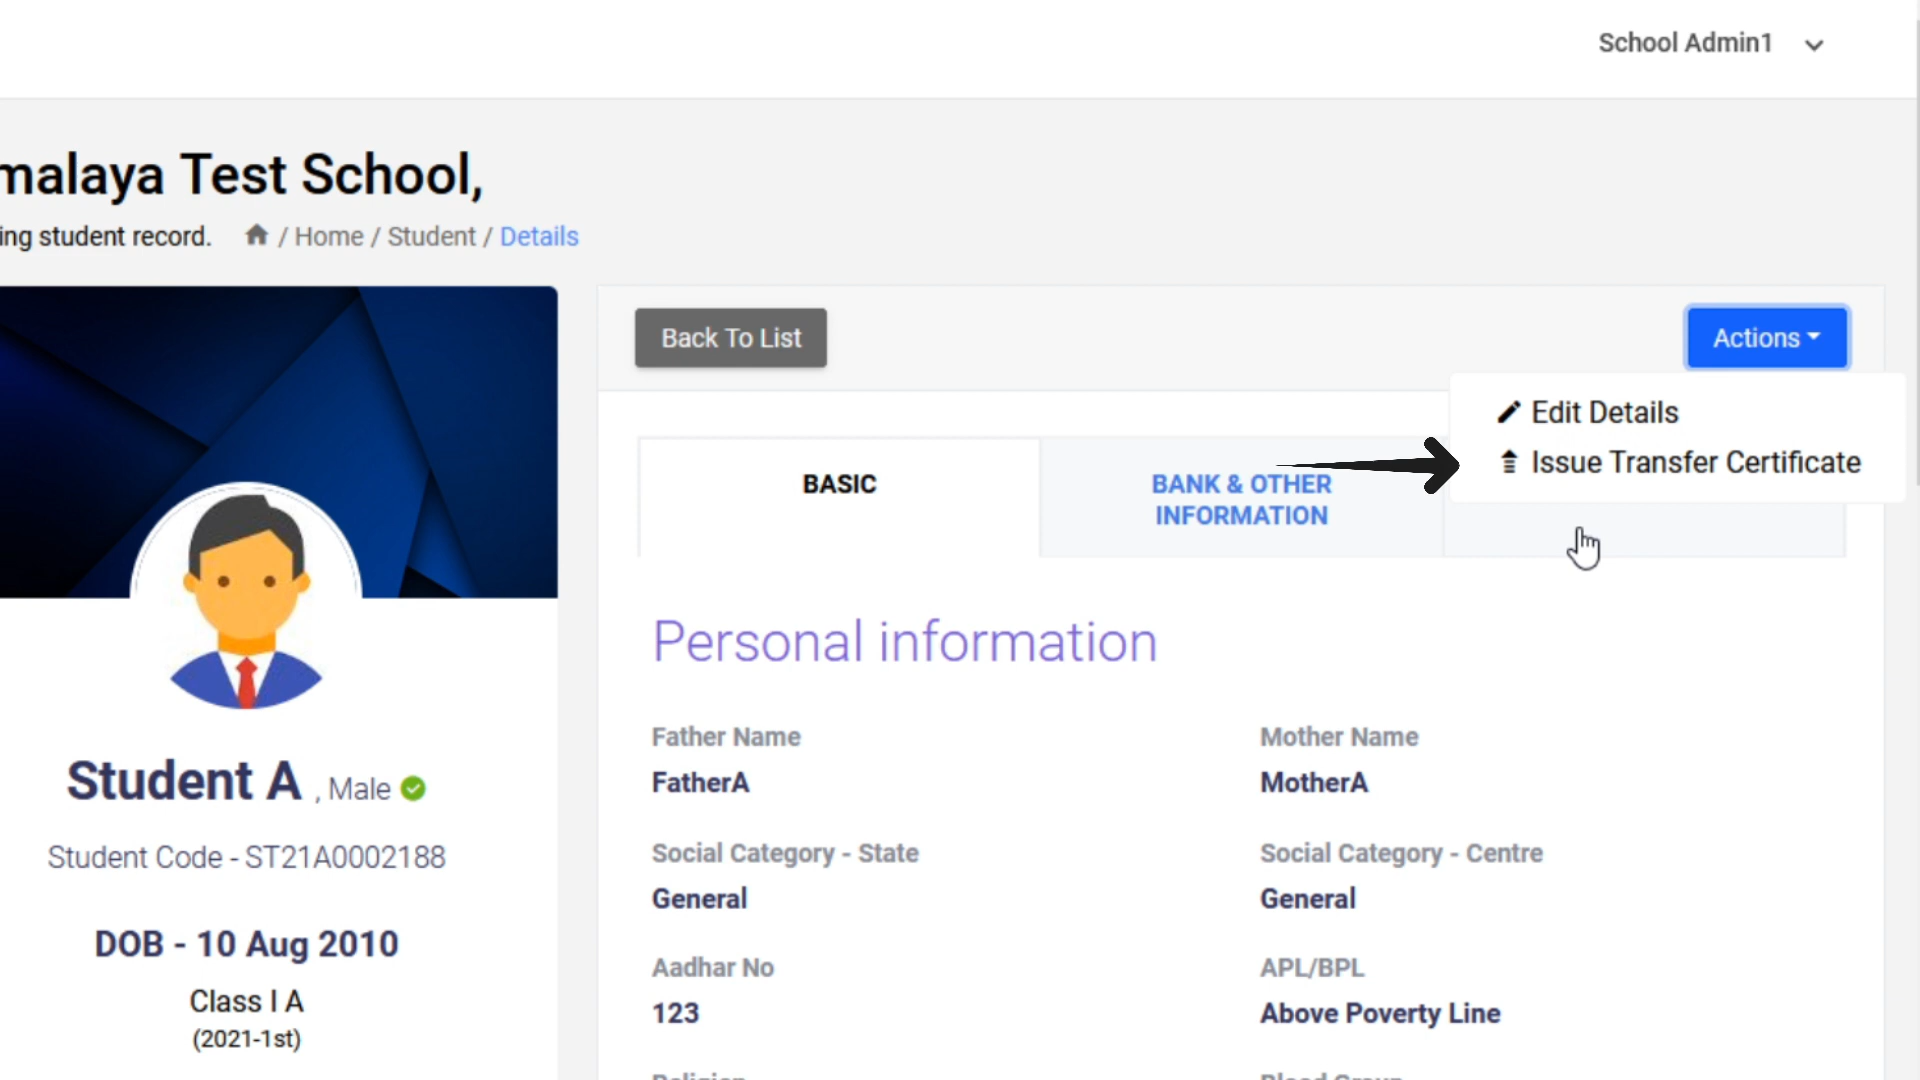 School Admin1
malaya Test School,
ing student record. / Home / Student / Details
Back To List
Actions
Edit Details
Issue Transfer Certificate
BASIC
BANK & OTHER
INFORMATION
Personal information
Father Name
FatherA
Mother Name
MotherA
Social Category - State
General
Social Category - Centre
General
Aadhar No
123
APL/BPL
Above Poverty Line
Student A , Male
Student Code - ST21A0002188
DOB - 10 Aug 2010
Class I A
(2021-1st)